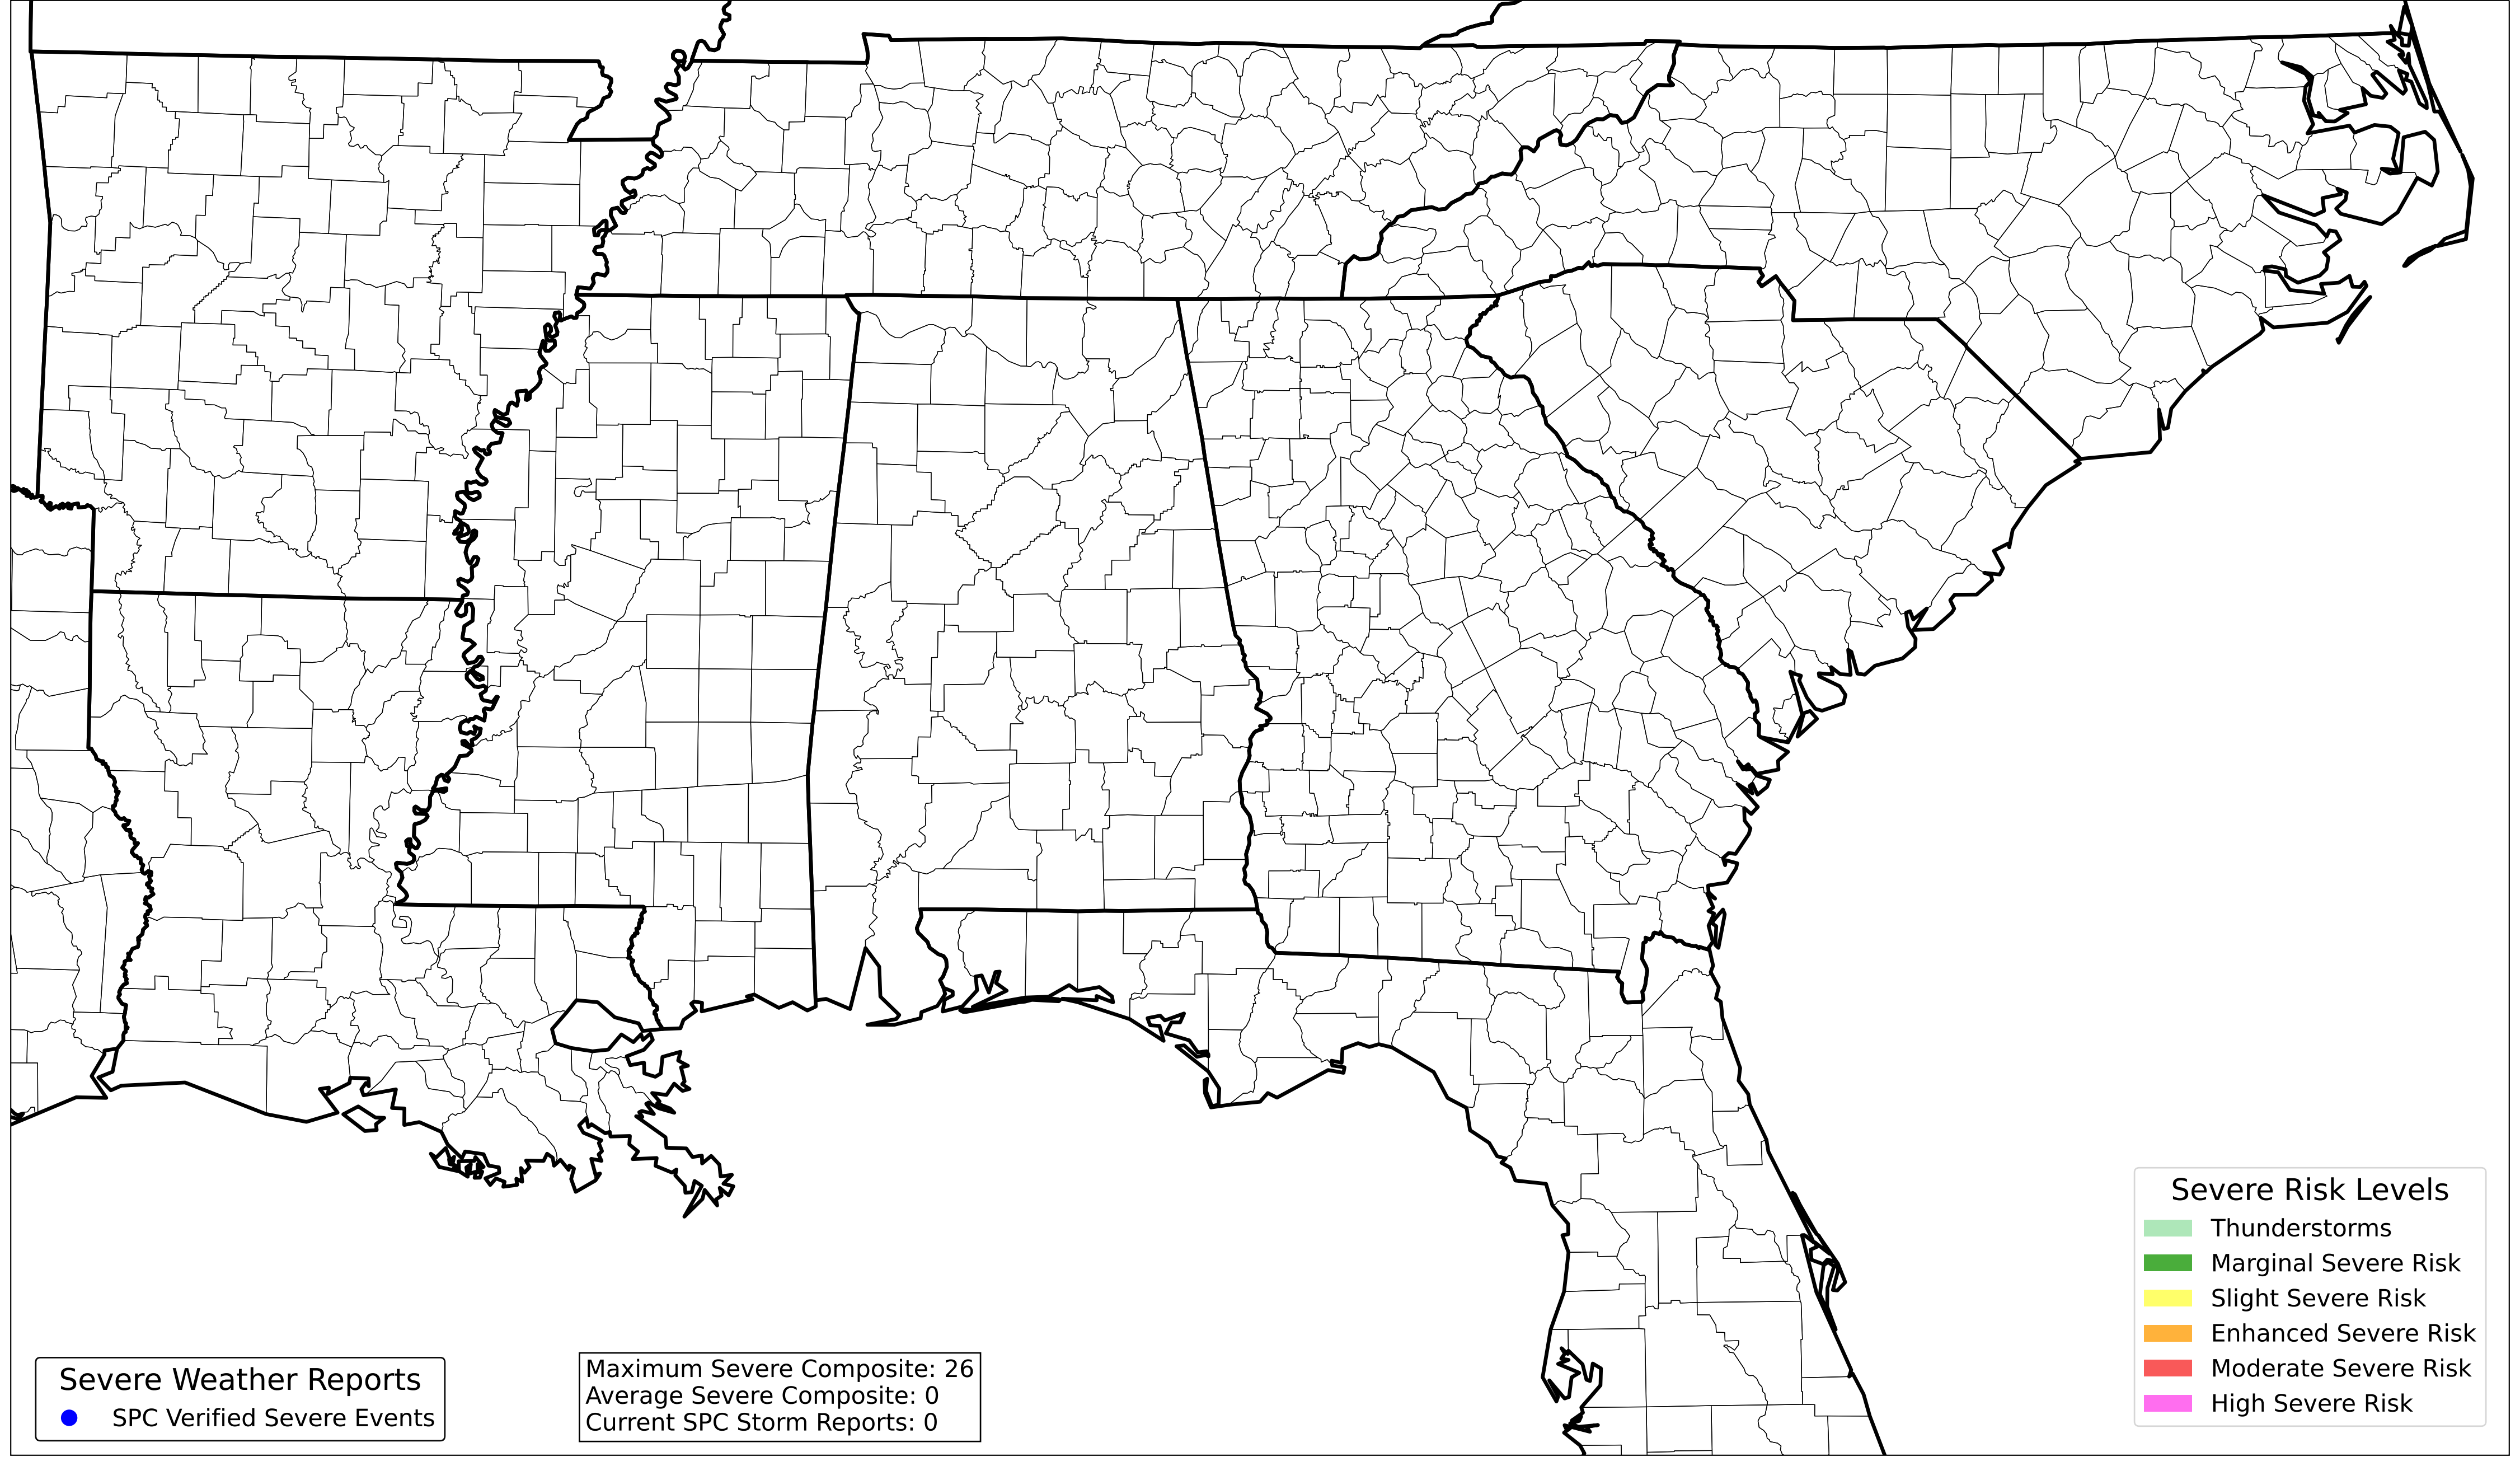 Severe Risk Levels
Thunderstorms
Marginal Severe Risk
Slight Severe Risk
Enhanced Severe Risk
Moderate Severe Risk
High Severe Risk
Severe Weather Reports
SPC Verified Severe Events
Maximum Severe Composite: 26
Average Severe Composite: 0
Current SPC Storm Reports: 0